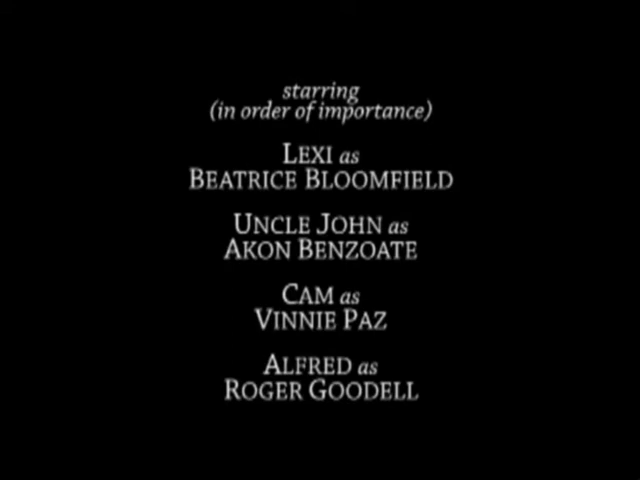 starring
(in order of importance)
LEXI as
BEATRICE BLOOMFIELD
UNCLE JOHN as
AKON BENZOATE
CAM as
VINNIE PAZ
ALFRED as
ROGER GOODELL